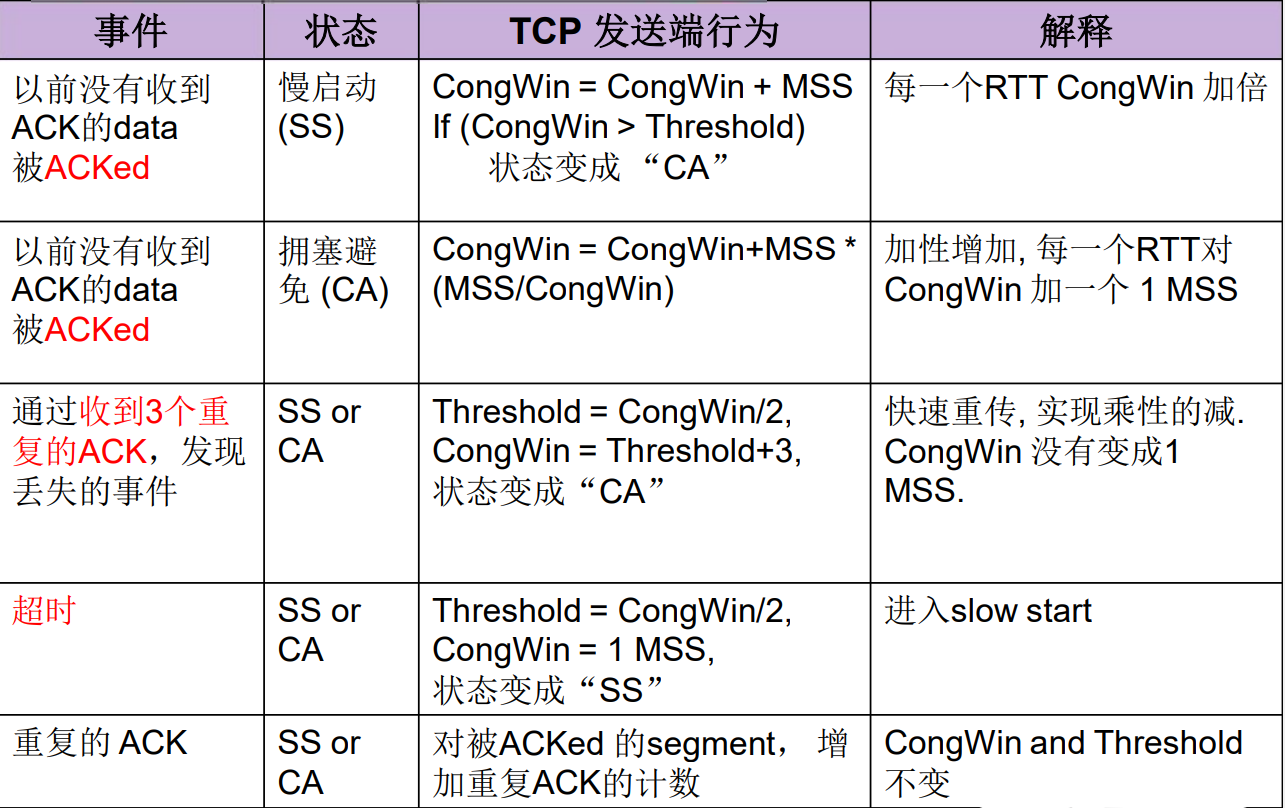 事件 状态 TCP 发送端行为 解释
以前没有收到
ACK的data
被ACKed
慢启动
(SS)
CongWin = CongWin + MSS
If (CongWin > Threshold)
状态变成 “CA”
每一个RTT CongWin 加倍
以前没有收到
ACK的data
被ACKed
拥塞避
免 (CA)
CongWin = CongWin+MSS *
(MSS/CongWin)
加性增加, 每一个RTT对
CongWin 加一个 1 MSS
通过收到3个重
复的ACK，发现
丢失的事件
SS or
CA
Threshold = CongWin/2,
CongWin = Threshold+3,
状态变成“CA”
快速重传, 实现乘性的减.
CongWin 没有变成1
MSS.
超时
SS or
CA
Threshold = CongWin/2,
CongWin = 1 MSS,
状态变成“SS”
进入slow start
重复的 ACK
SS or
CA
对被ACKed 的segment， 增
加重复ACK的计数
CongWin and Threshold
不变